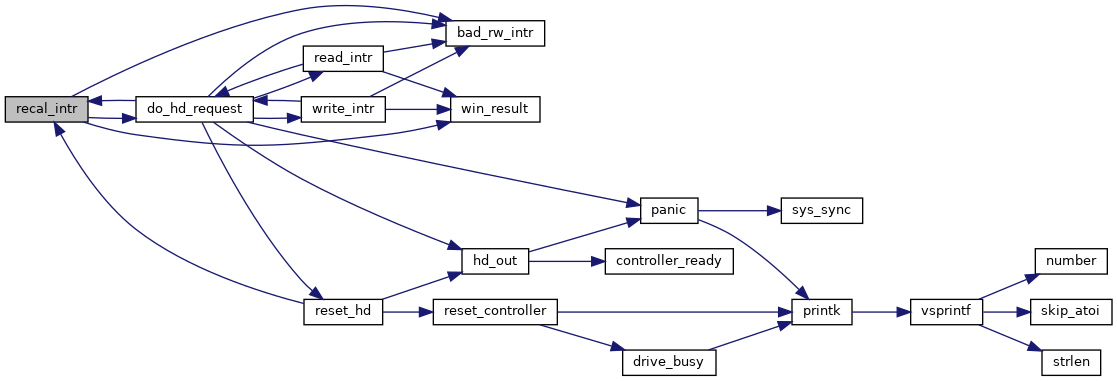 bad_rw_intr
read_intr
recal_intr
do_hd_request
write_intr
win_result
panic
sys_sync
hd_out
controller_ready
number
reset_hd
reset_controller
printk
vsprintf
skip_atoi
drive_busy
strlen